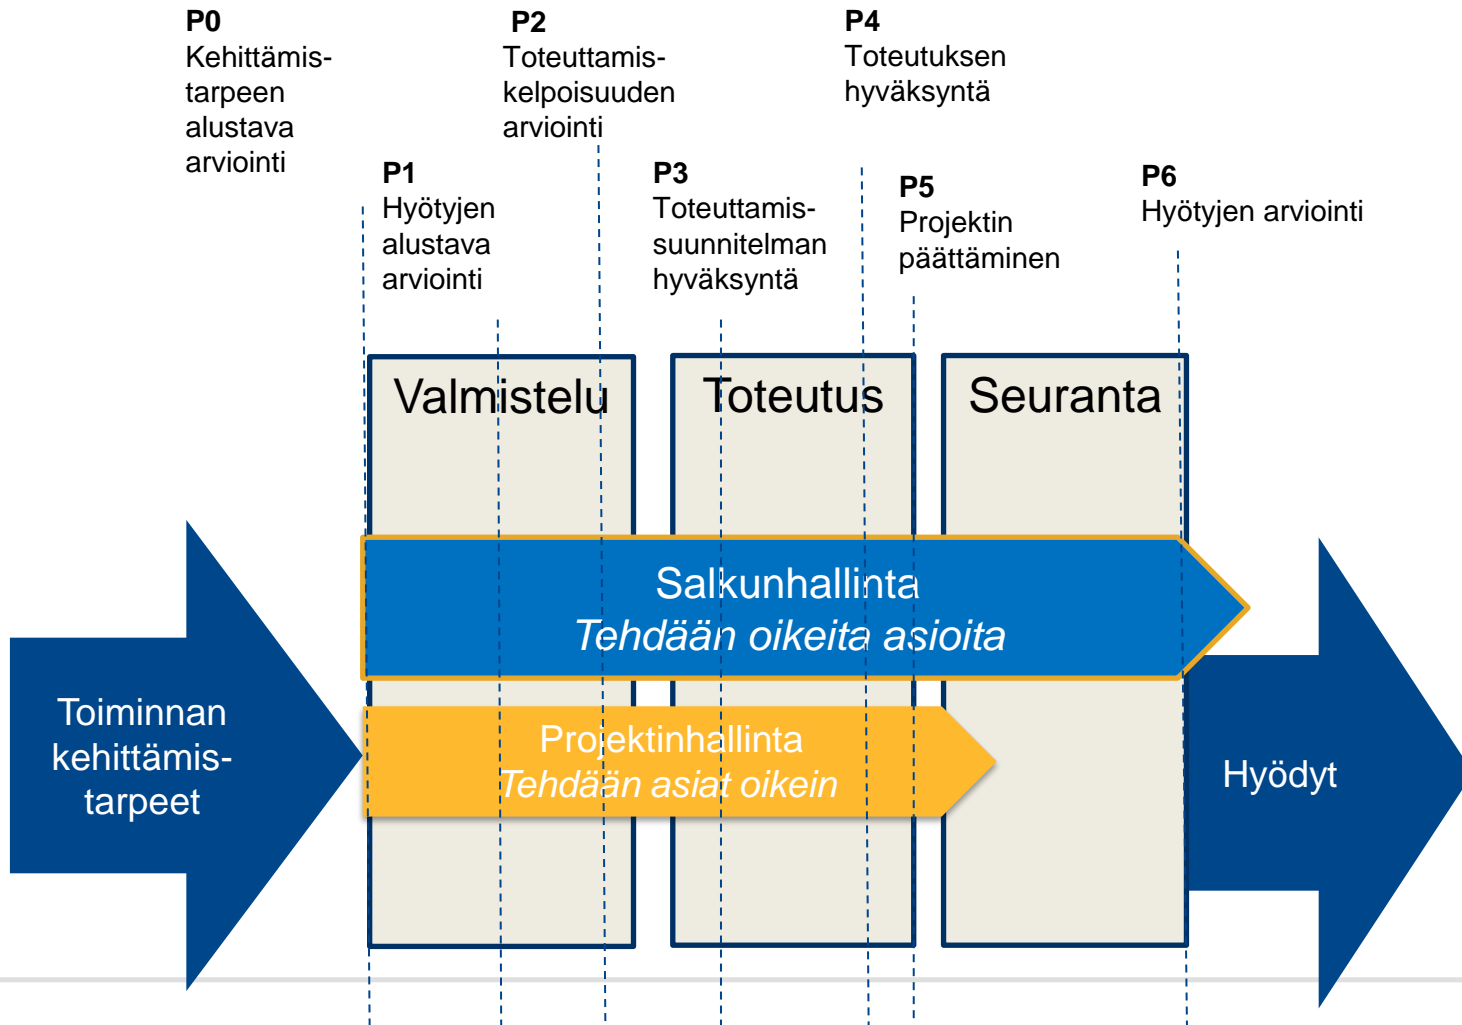 P0
Kehittämis-
tarpeen
alustava
arviointi
P1
Hyötyjen
alustava
arviointi
P2
Toteuttamis-
kelpoisuuden
arviointi
P3
Toteuttamis-
suunnitelman
hyväksyntä
P4
Toteutuksen
hyväksyntä
P5
Projektin
päättäminen
P6
Hyötyjen arviointi
Valmistelu
Toteutus
Seuranta
Salkunhallinta
Tehdään oikeita asioita
Projektinhallinta
Tehdään asiat oikein
Toiminnan
kehittämis-
tarpeet
Hyödyt